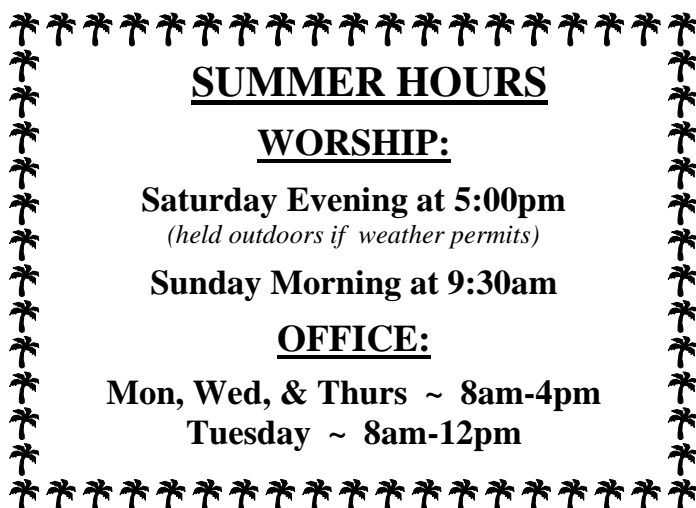 SUMMER HOURS
WORSHIP:
Saturday Evening at 5:00pm
(held outdoors if weather permits)
Sunday Morning at 9:30am
OFFICE:
Mon, Wed, & Thurs ~ 8am-4pm
Tuesday ~ 8am-12pm